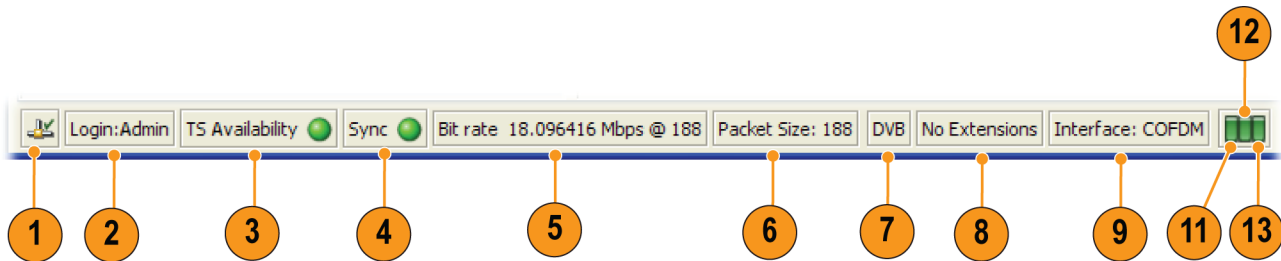 12
Login:Admin TS Availability Sync Bit rate 18.096416 Mbps @ 188 Packet Size: 188 DVB No Extensions Interface: COFDM
1 2 3 4 5 6 7 8 9 11 13